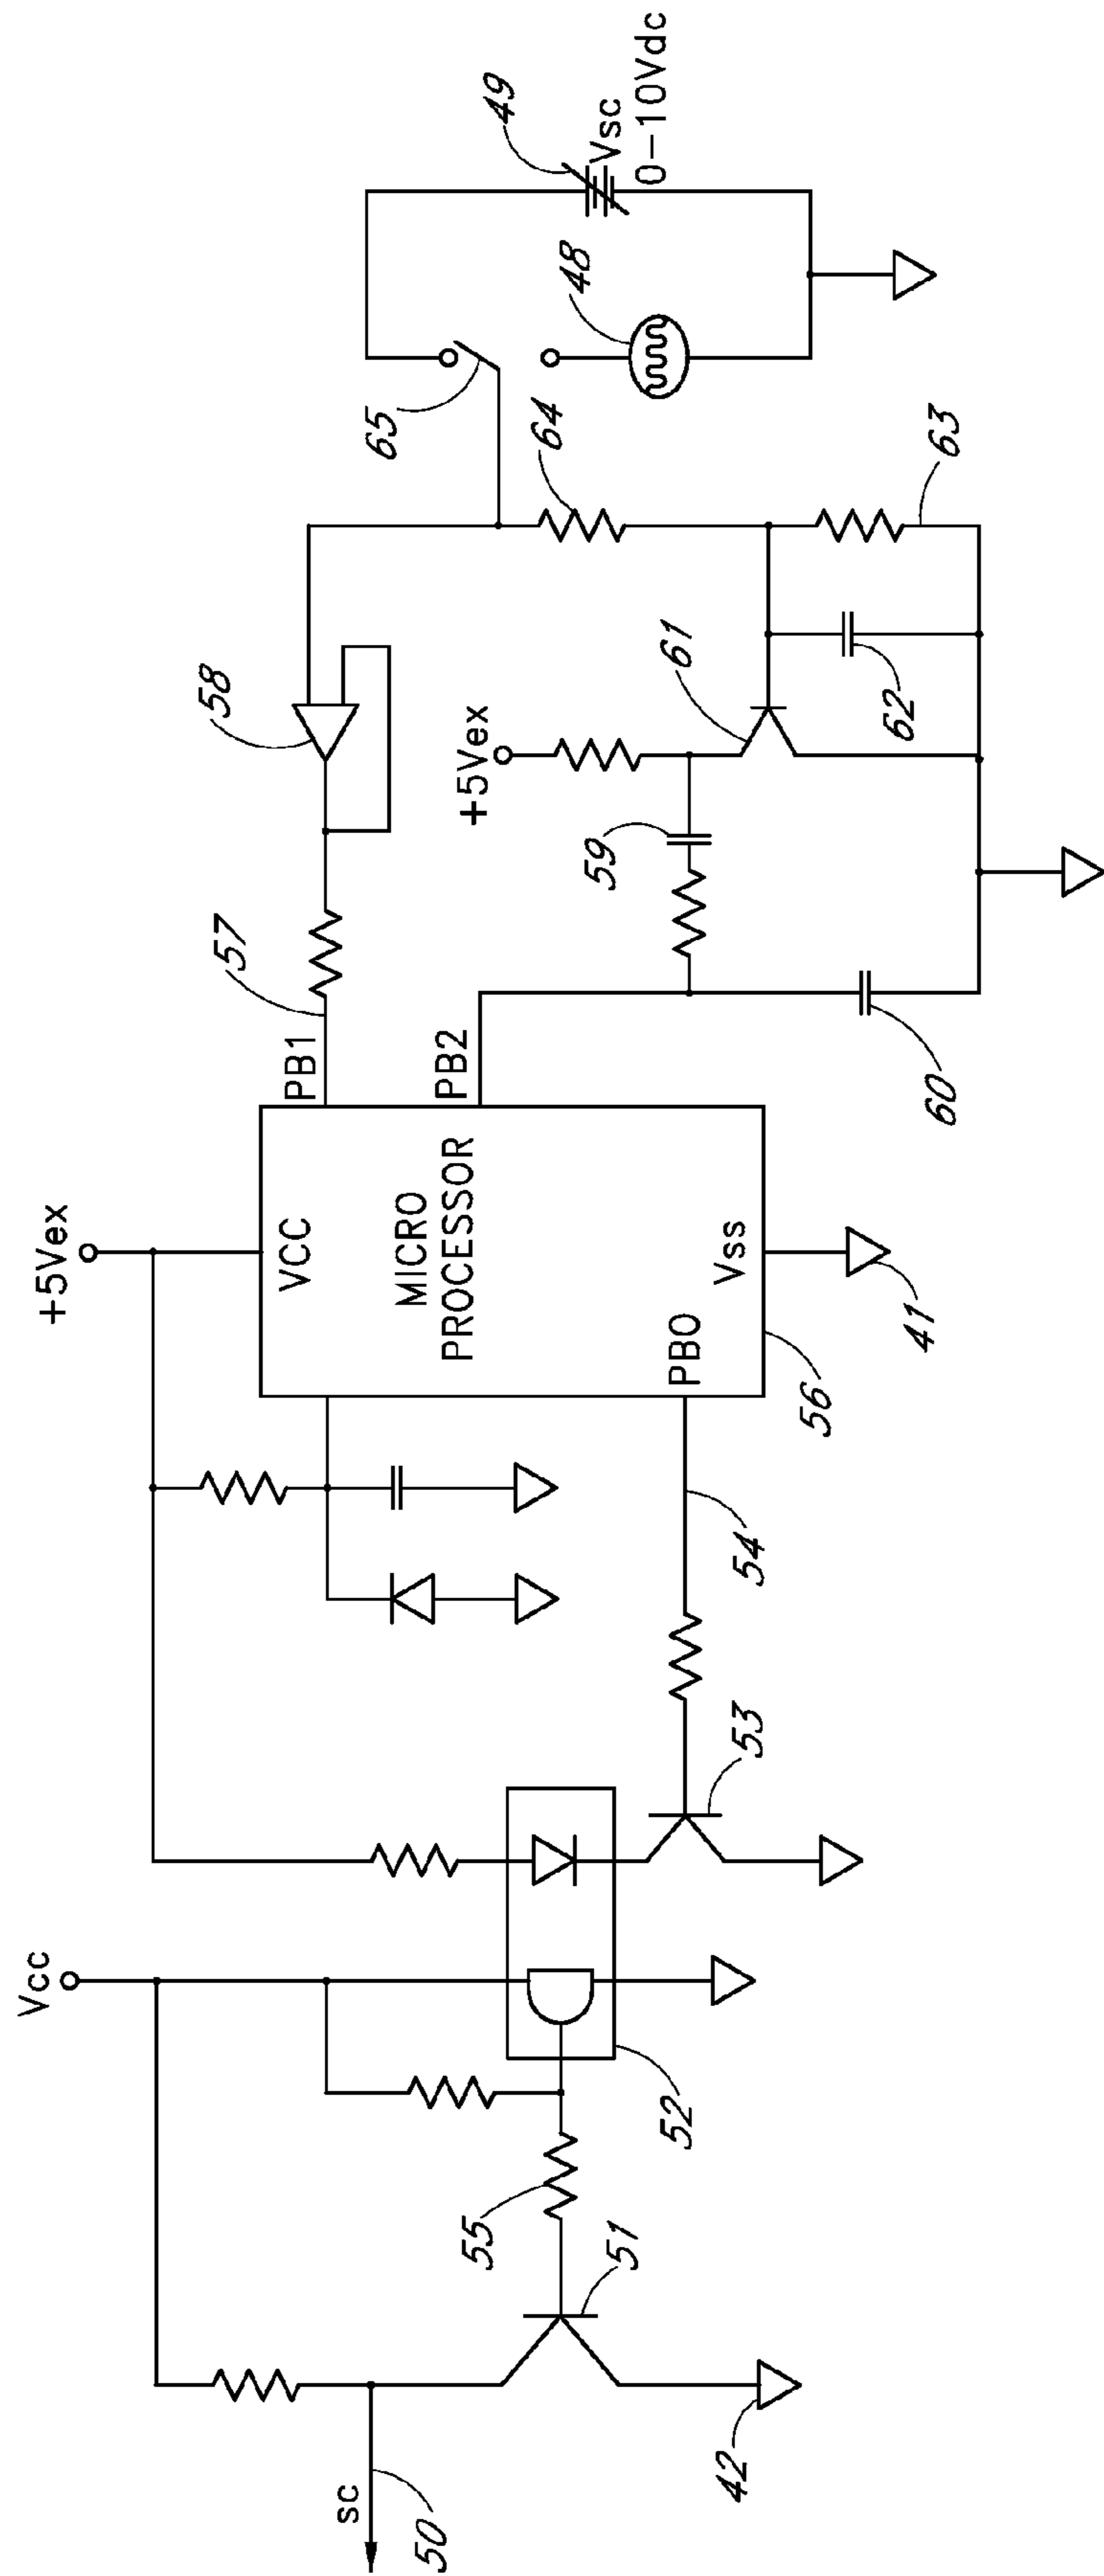 +5Vex
Vcc
VCC
MICRO
PROCESSOR
Vss
PB0
PB1
PB2
+5Vex
Vsc
0-10Vdc
sc
41
42
48
49
50
51
52
53
54
55
56
57
58
59
60
61
62
63
64
65